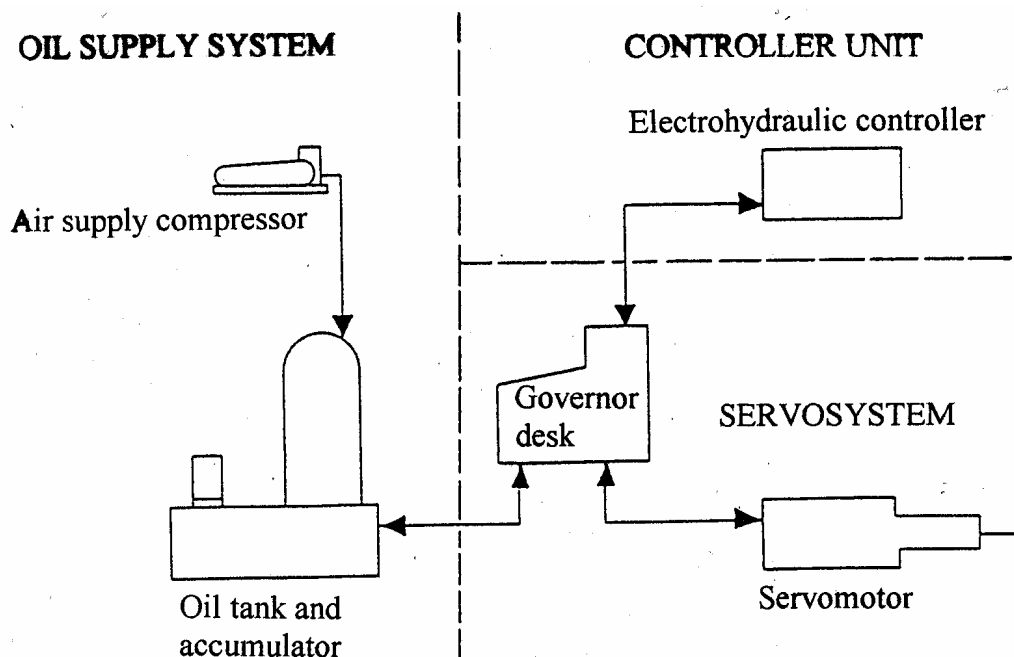 OIL SUPPLY SYSTEM
CONTROLLER UNIT
Electrohydraulic controller
Air supply compressor
Governor
desk
SERVOSYSTEM
Servomotor
Oil tank and
accumulator